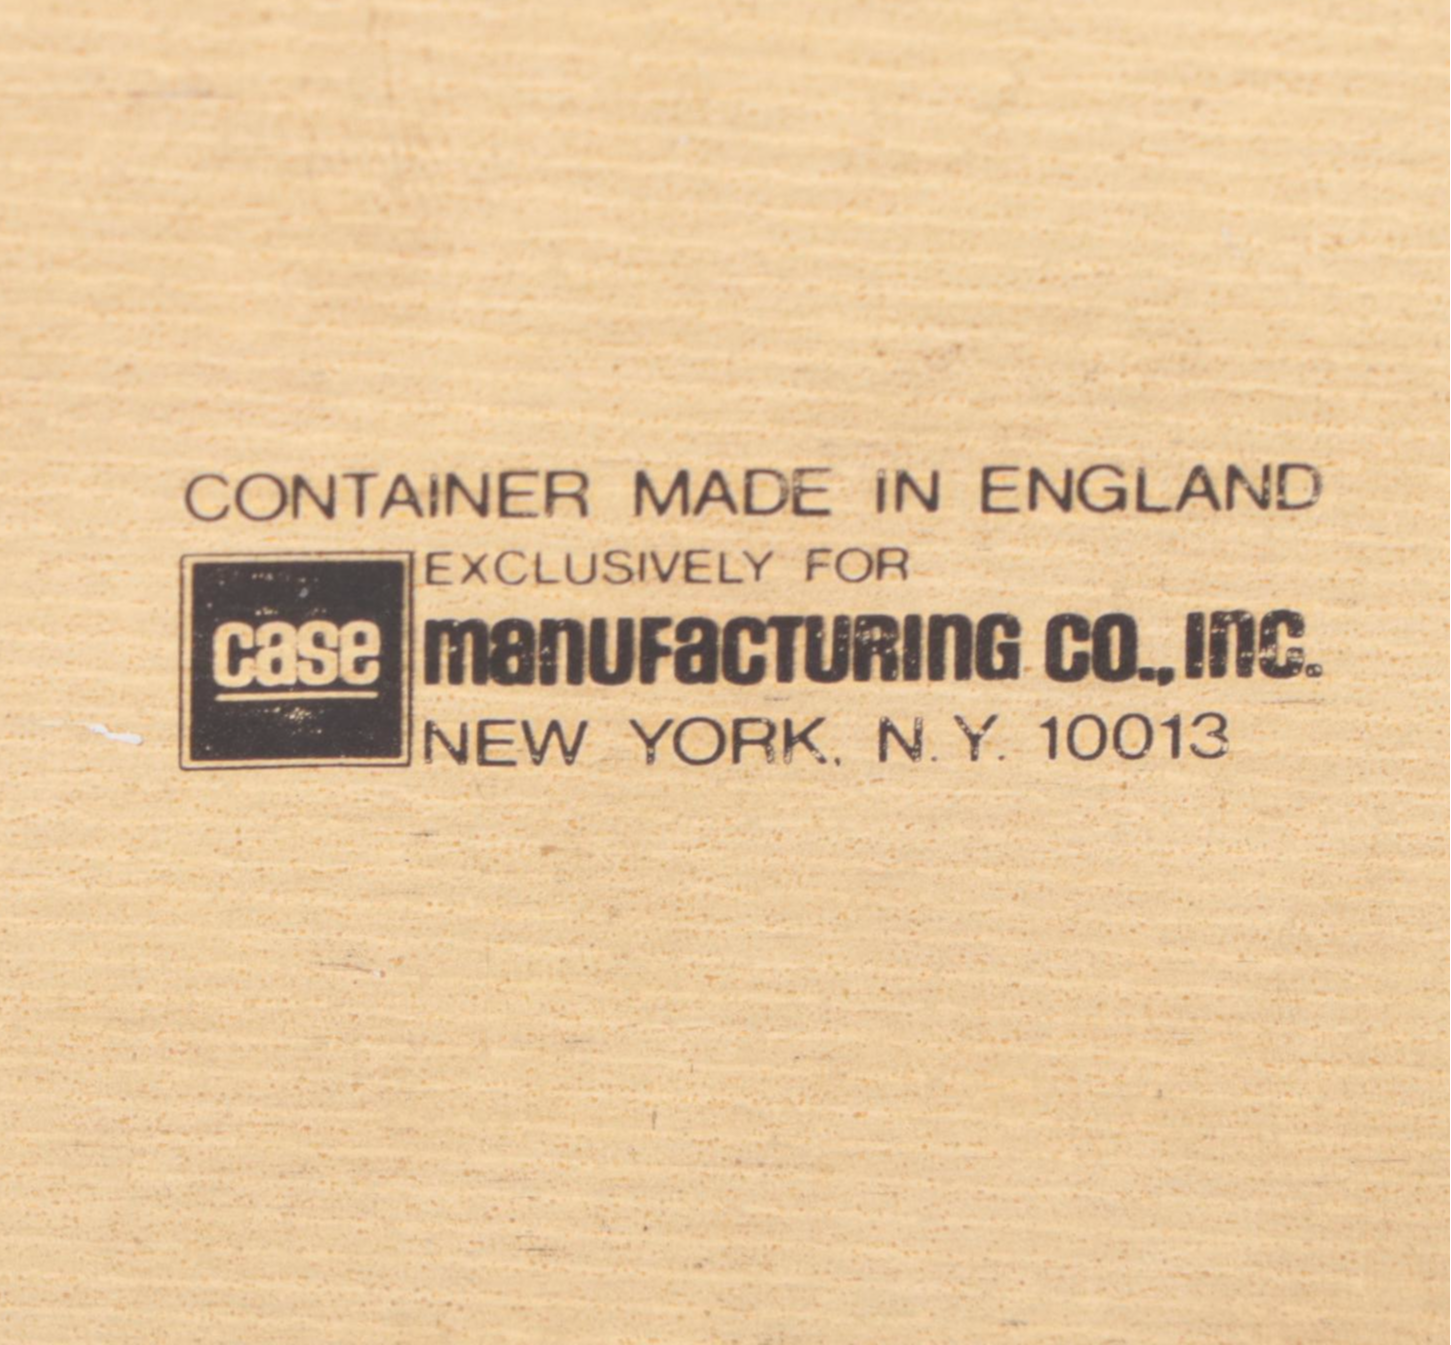 CONTAINER MADE IN ENGLAND
EXCLUSIVELY FOR
case manuFacTURING CO., Inc.
NEW YORK, N.Y. 10013